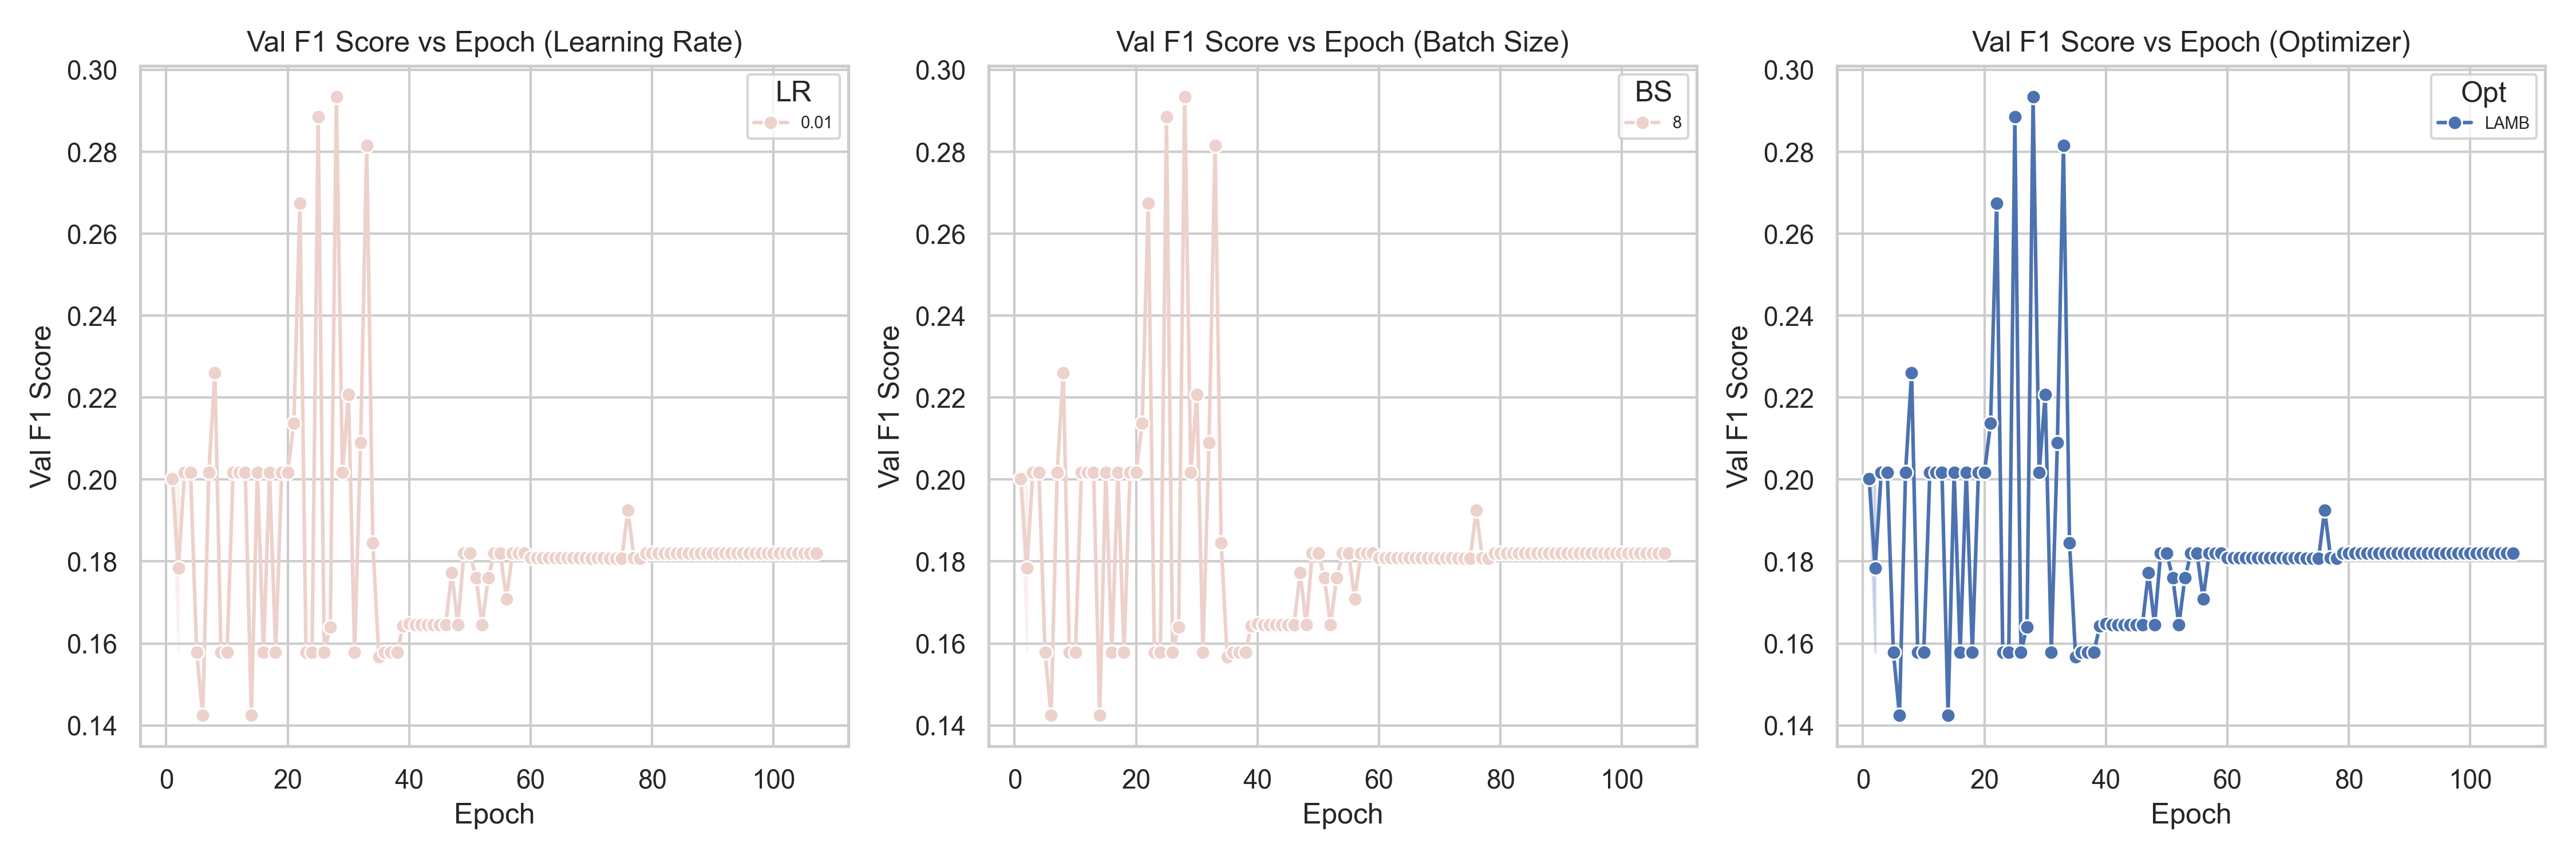 Val F1 Score vs Epoch (Learning Rate)
0.30
0.28
0.26
0.24
0.22
0.20
0.18
0.16
0.14
Val F1 Score
LR
0.01
0 20 40 60 80 100
Epoch
Val F1 Score vs Epoch (Batch Size)
0.30
0.28
0.26
0.24
0.22
0.20
0.18
0.16
0.14
Val F1 Score
BS
8
0 20 40 60 80 100
Epoch
Val F1 Score vs Epoch (Optimizer)
0.30
0.28
0.26
0.24
0.22
0.20
0.18
0.16
0.14
Val F1 Score
Opt
LAMB
0 20 40 60 80 100
Epoch